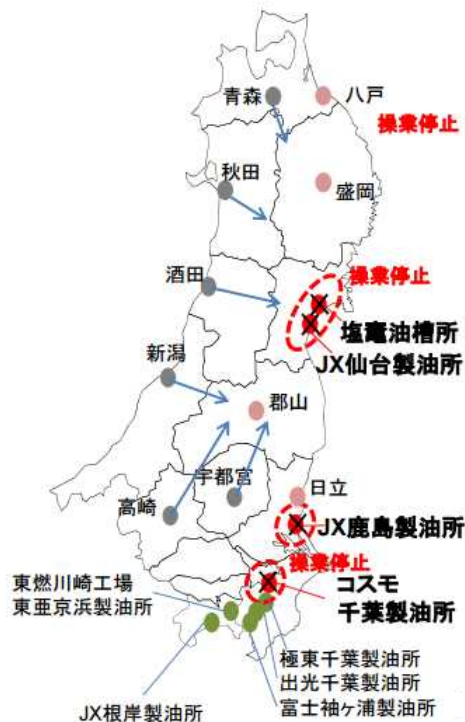 青森
八戸
操業停止
秋田
盛岡
酒田
操業停止
塩竈油槽所
JX仙台製油所
新潟
郡山
宇都宮
高崎
日立
JX鹿島製油所
操業停止
コスモ
千葉製油所
東燃川崎工場
東亜京浜製油所
極東千葉製油所
出光千葉製油所
富士袖ヶ浦製油所
JX根岸製油所